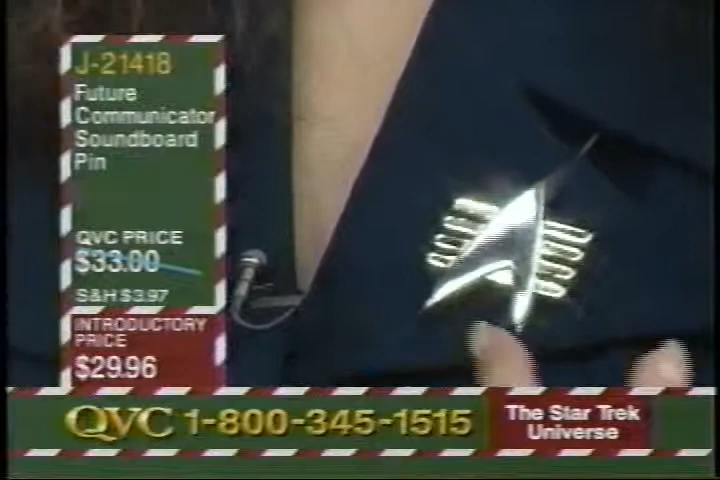 J-21418
Future
Communicator
Soundboard
Pin
QVC PRICE
$33.00
S&H $3.97
INTRODUCTORY
PRICE
$29.96
QVC 1-800-345-1515
The Star Trek
Universe